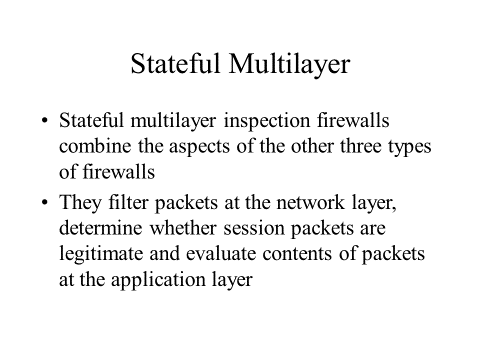 Stateful Multilayer
• Stateful multilayer inspection firewalls
combine the aspects of the other three types
of firewalls
• They filter packets at the network layer,
determine whether session packets are
legitimate and evaluate contents of packets
at the application layer